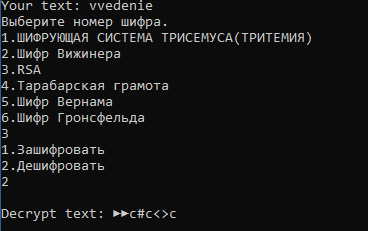 Your text: vvedenie
Выберите номер шифра.
1.ШИФРУЮЩАЯ СИСТЕМА ТРИСЕМУСА(ТРИТЕМИЯ)
2.Шифр Вижинера
3.RSA
4.Тарабарская грамота
5.Шифр Вернама
6.Шифр Гронсфельда
3
1.Зашифровать
2.Дешифровать
2
Decrypt text: ►►c#c<>c